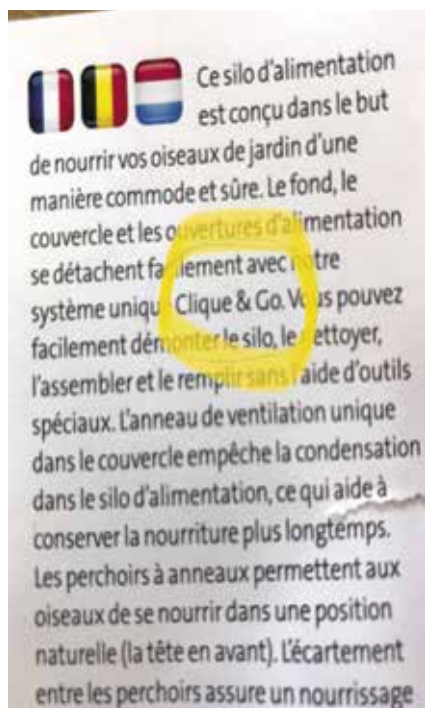 Ce silo d'alimentation
est conçu dans le but
de nourrir vos oiseaux de jardin d'une
manière commode et sûre. Le fond, le
couvercle et les ouvertures d'alimentation
se détachent facilement avec notre
système unique Clique & Go. Vous pouvez
facilement démonter le silo, le nettoyer,
l'assembler et le remplir sans l'aide d'outils
spéciaux. L'anneau de ventilation unique
dans le couvercle empêche la condensation
dans le silo d'alimentation, ce qui aide à
conserver la nourriture plus longtemps.
Les perchoirs à anneaux permettent aux
oiseaux de se nourrir dans une position
naturelle (la tête en avant). L'écartement
entre les perchoirs assure un nourrissage